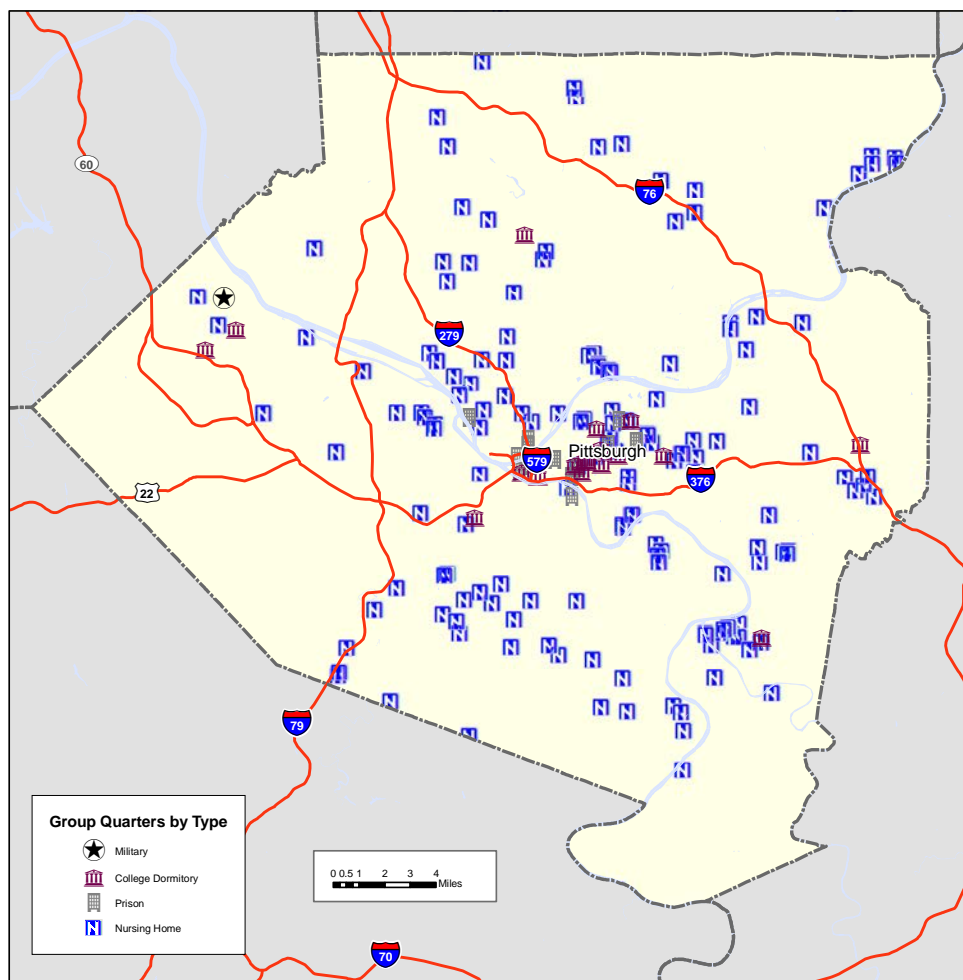 60
76
279
Pittsburgh
579
376
22
79
Group Quarters by Type
Military
College Dormitory
Prison
Nursing Home
0 0.5 1 2 3 4
Miles
70